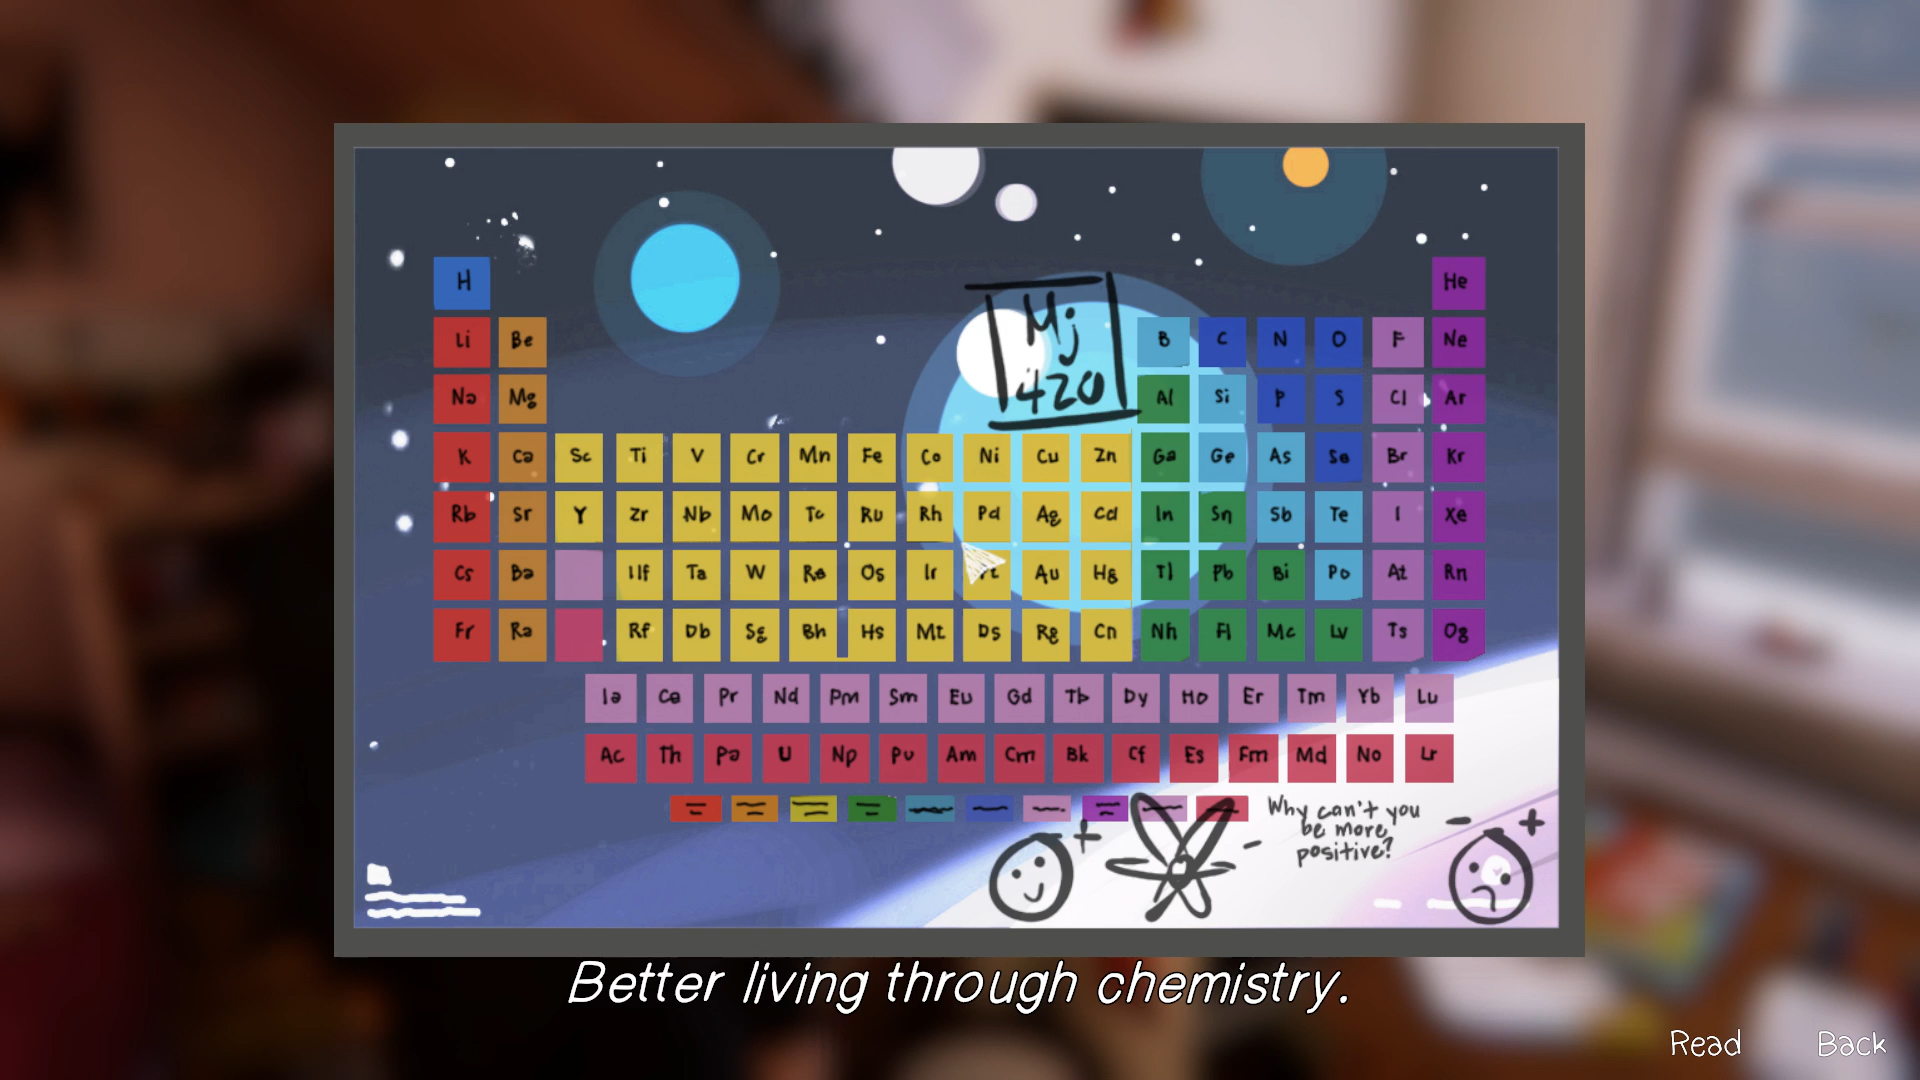 Mj
420
H He
Li Be B C N O F Ne
Na Mg Al Si P S Cl Ar
K Ca Sc Ti V Cr Mn Fe Co Ni Cu Zn Ga Ge As Se Br Kr
Rb Sr Y Zr Nb Mo Tc Ru Rh Pd Ag Cd In Sn Sb Te I Xe
Cs Ba Hf Ta W Re Os Ir Au Hg Tl Pb Bi Po At Rn
Fr Ra Rf Db Sg Bh Hs Mt Ds Rg Cn Nh Fl Mc Lv Ts Og
la Ce Pr Nd Pm Sm Eu Gd Tb Dy Ho Er Tm Yb Lu
Ac Th Pa U Np Pu Am Cm Bk Cf Es Fm Md No Lr
Why can't you
be more
positive?
+ - - +
Better living through chemistry.
Read Back